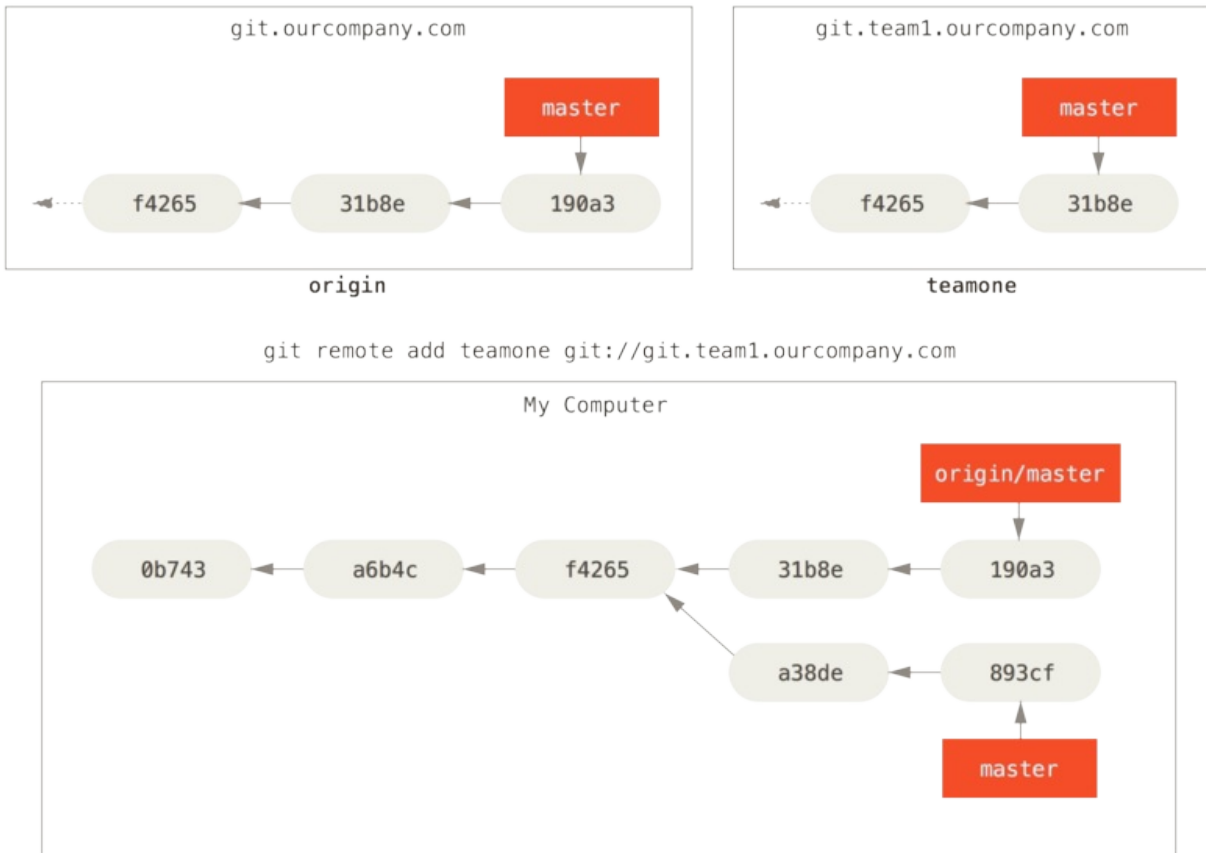 git.ourcompany.com
master
f4265
31b8e
190a3
origin
git.team1.ourcompany.com
master
f4265
31b8e
teamone
git remote add teamone git://git.team1.ourcompany.com
My Computer
origin/master
0b743
a6b4c
f4265
31b8e
190a3
a38de
893cf
master